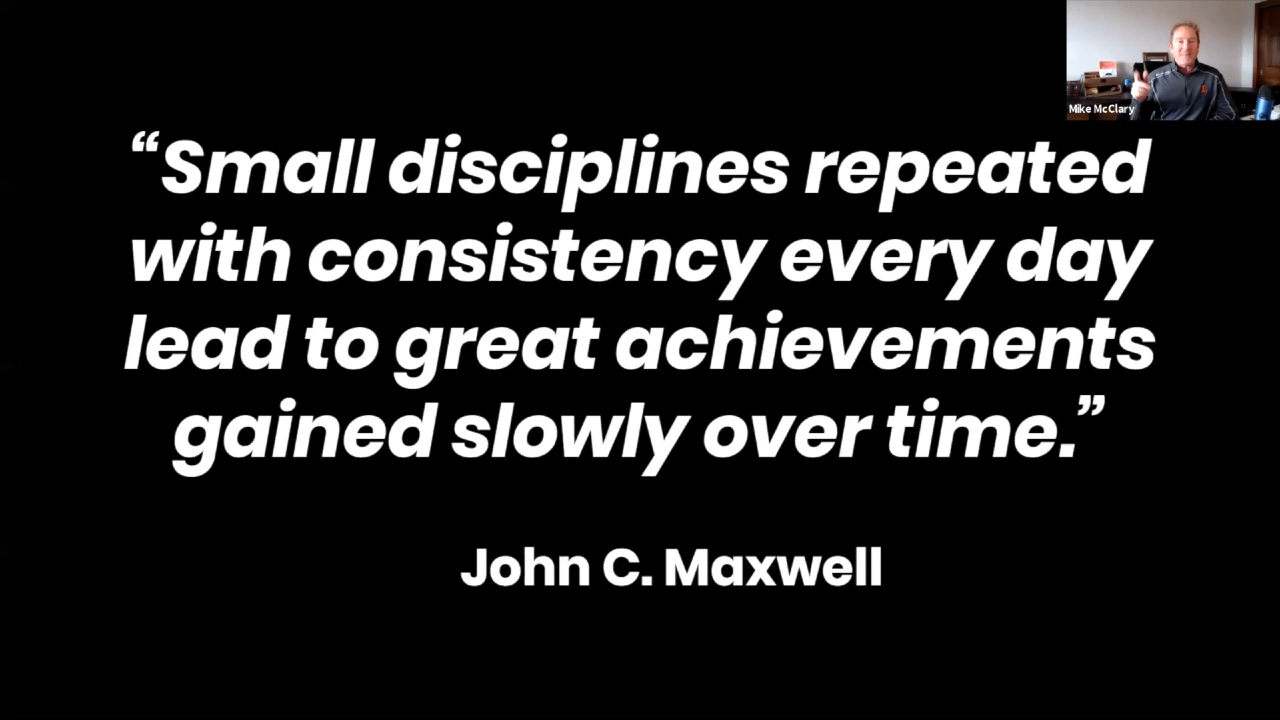 Mike McClary
“Small disciplines repeated
with consistency every day
lead to great achievements
gained slowly over time.”
John C. Maxwell